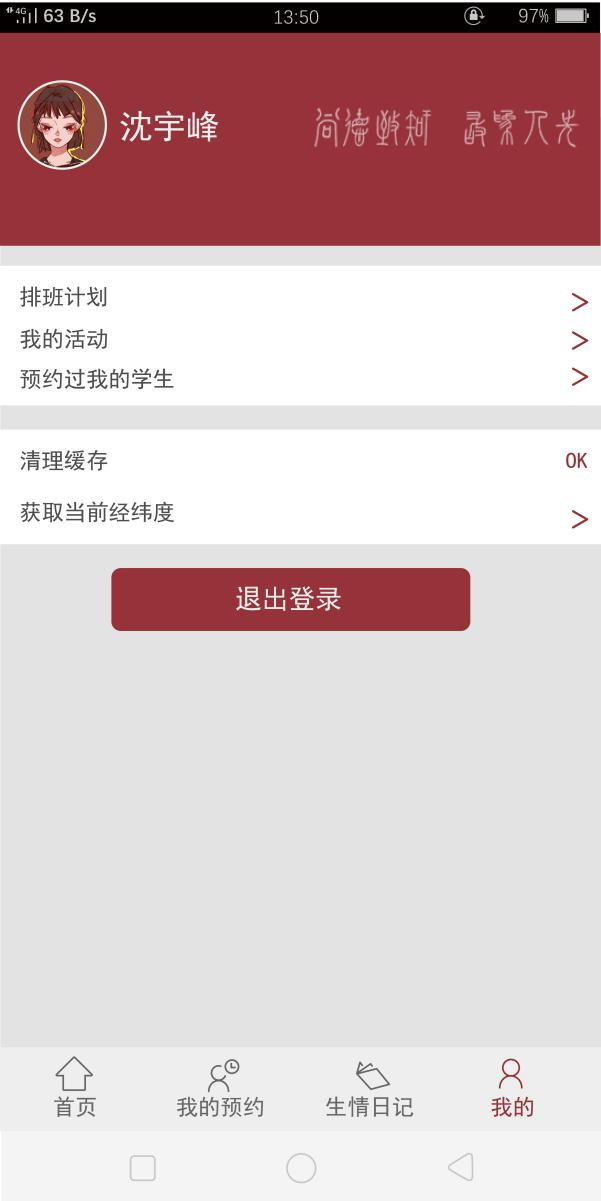 4G 63 B/s 13:50 97%
沈宇峰
排班计划 >
我的活动 >
预约过我的学生 >
清理缓存 OK
获取当前经纬度 >
退出登录
首页 我的预约 生情日记 我的